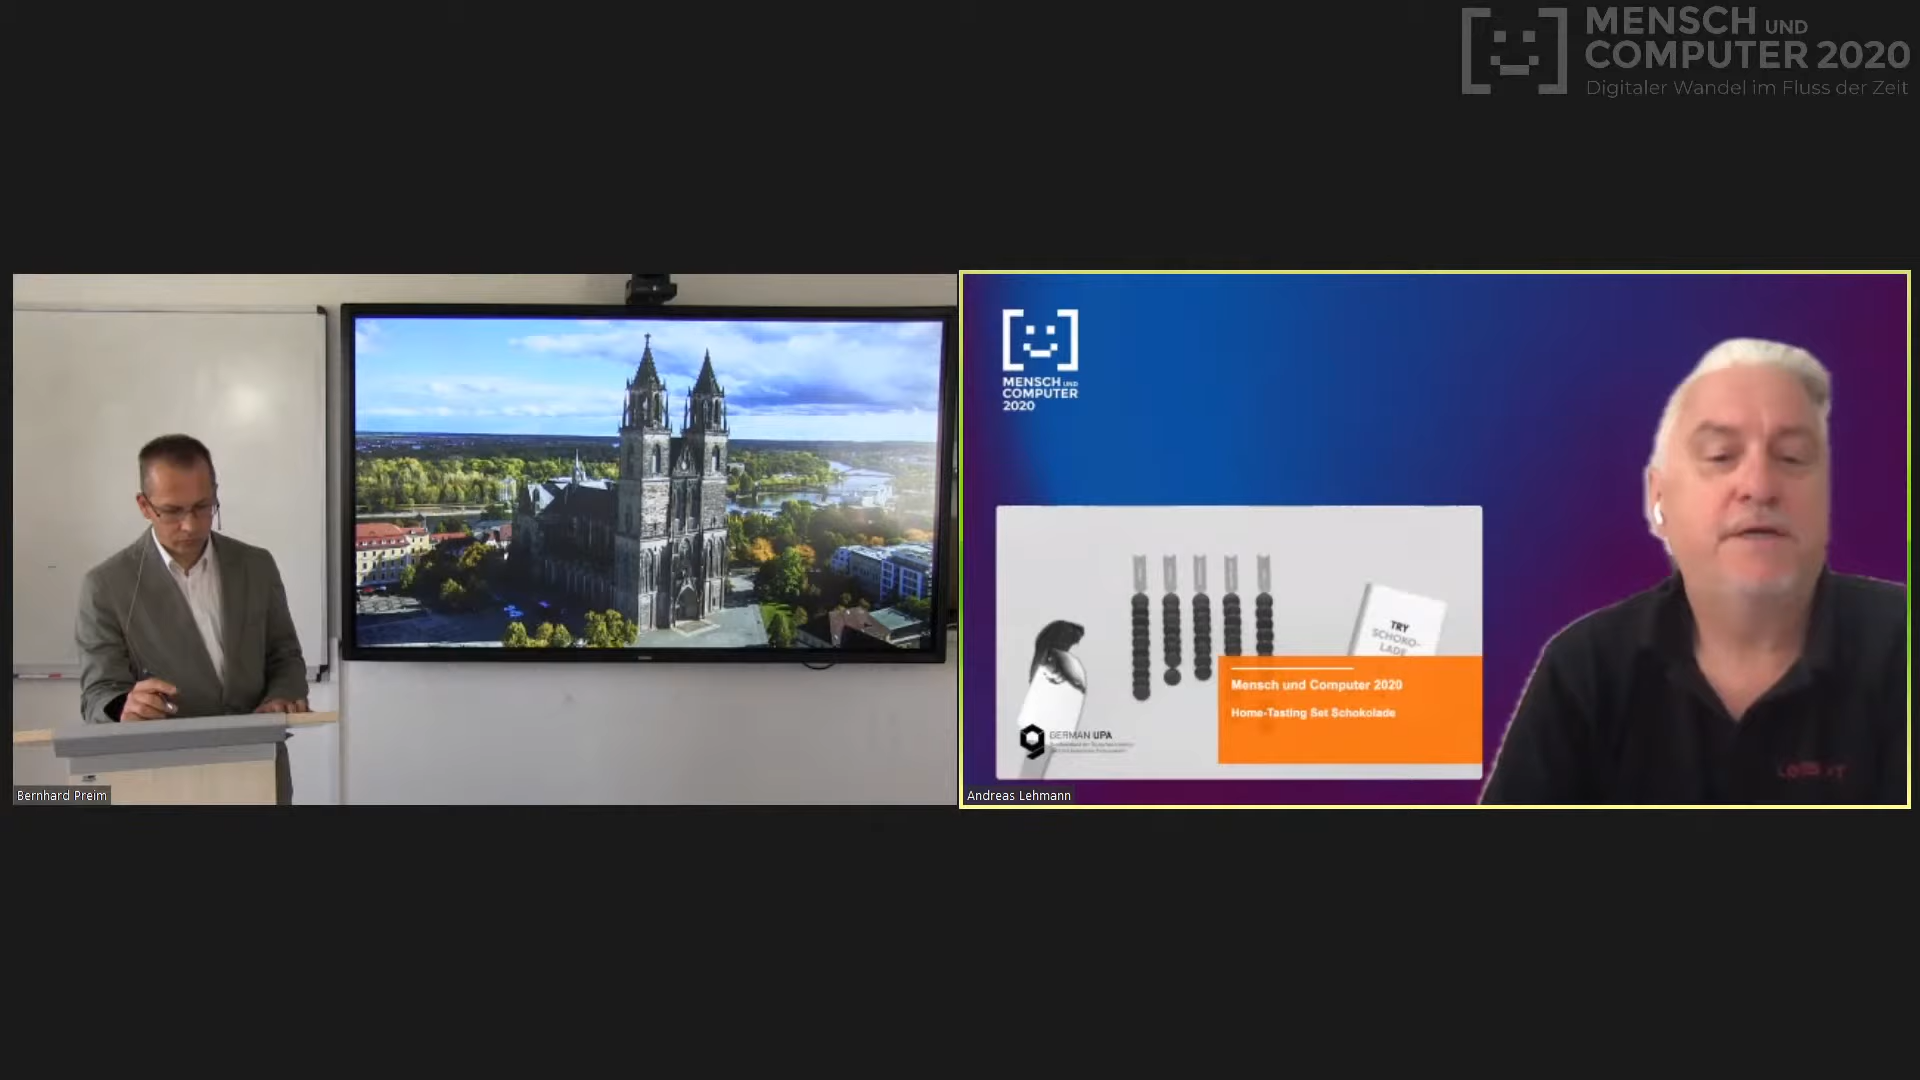 MENSCH UND
COMPUTER 2020
Digitaler Wandel im Fluss der Zeit
MENSCH UND
COMPUTER
2020
TRY
SCHOKO-
LADE
Mensch und Computer 2020
Home-Tasting Set Schokolade
GERMAN UPA
Bernhard Preim
Andreas Lehmann